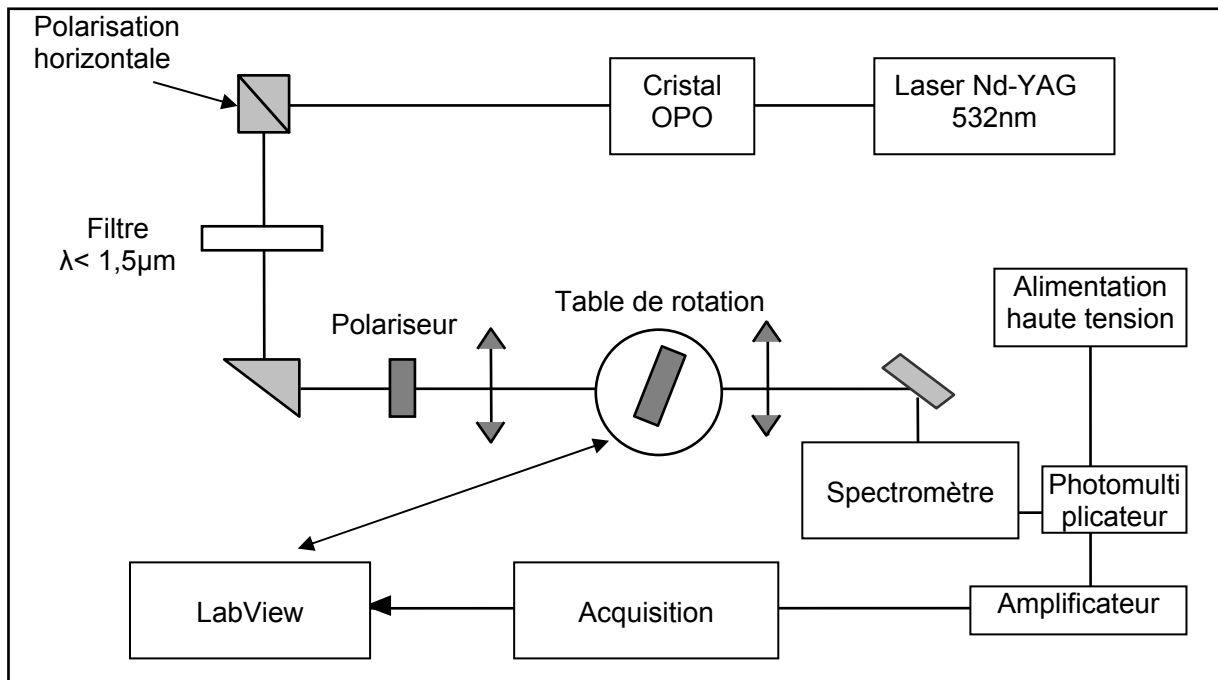 Polarisation
horizontale
Cristal
OPO
Laser Nd-YAG
532nm
Filtre
λ< 1,5μm
Polariseur
Table de rotation
Alimentation
haute tension
Spectromètre
Photomulti
plicateur
LabView
Acquisition
Amplificateur